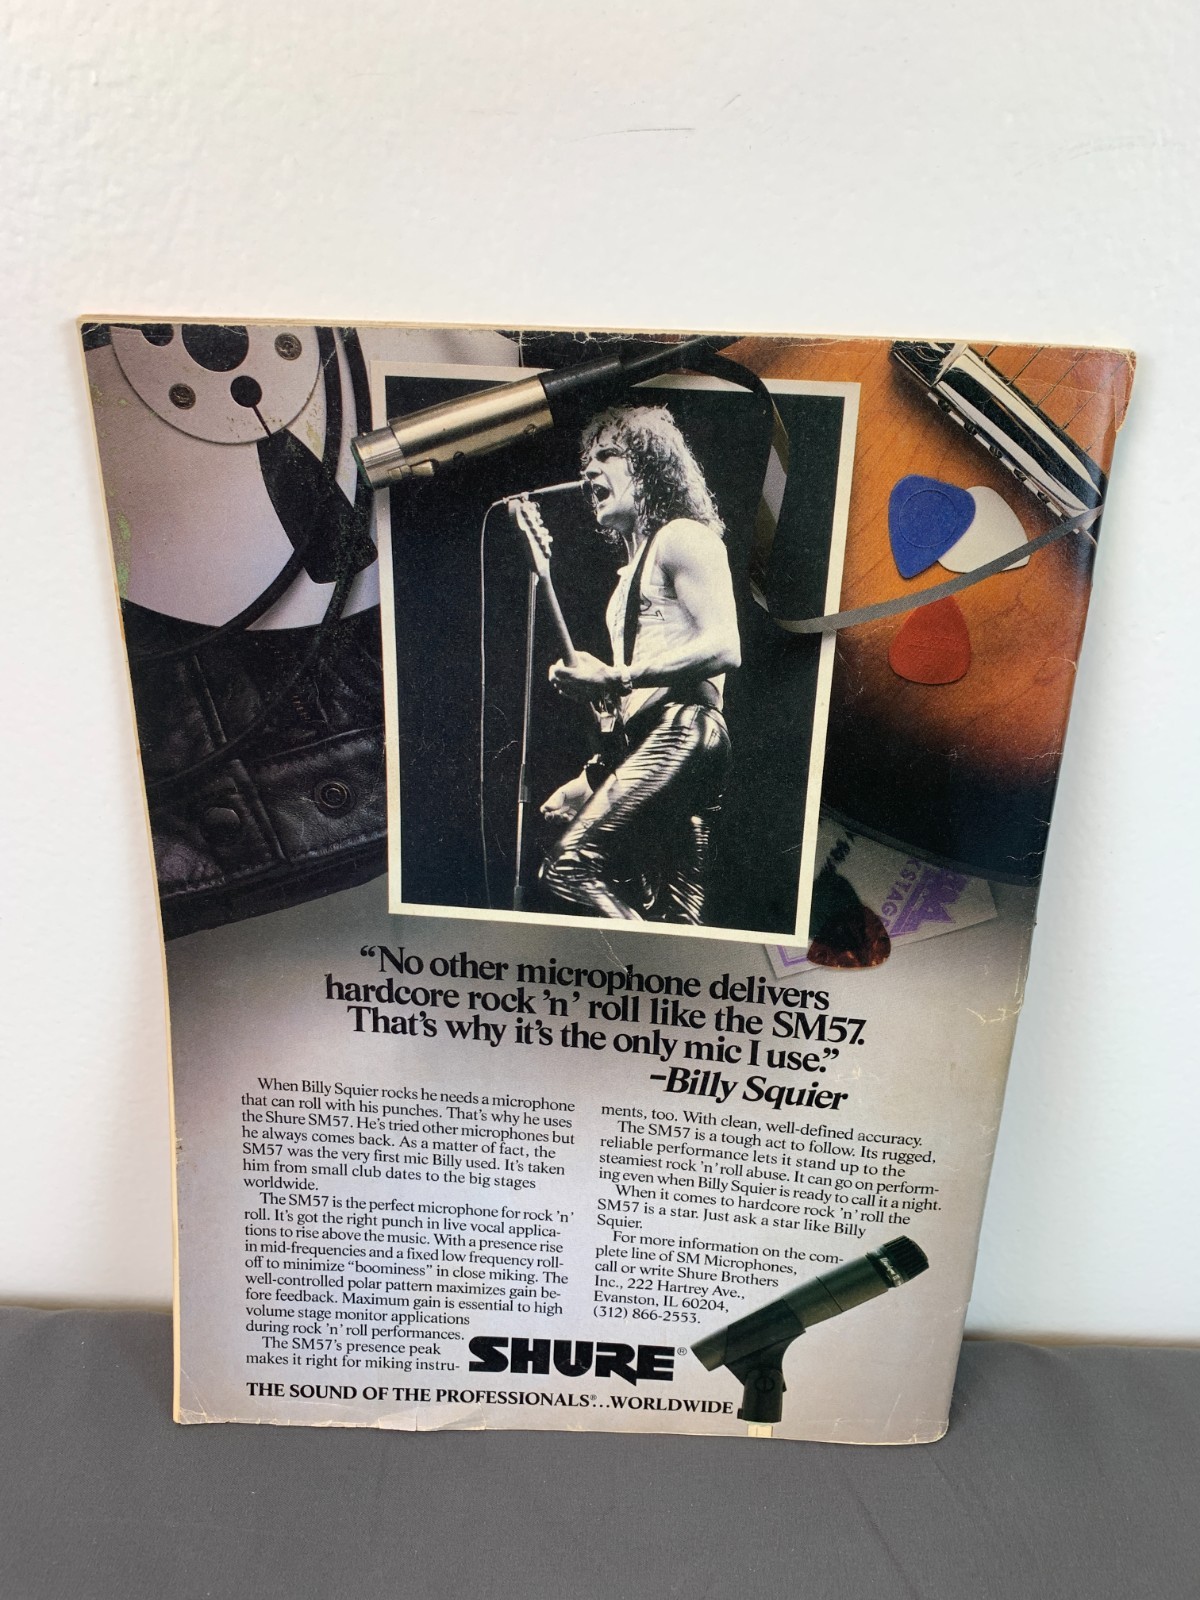 STAGE
"No other microphone delivers
hardcore rock 'n' roll like the SM57.
That's why it's the only mic I use."
–Billy Squier
When Billy Squier rocks he needs a microphone
that can roll with his punches. That's why he uses
the Shure SM57. He's tried other microphones but
he always comes back. As a matter of fact, the
SM57 was the very first mic Billy used. It's taken
him from small club dates to the big stages
worldwide.
The SM57 is the perfect microphone for rock 'n'
roll. It's got the right punch in live vocal applica-
tions to rise above the music. With a presence rise
in mid-frequencies and a fixed low frequency roll-
off to minimize "boominess" in close miking. The
well-controlled polar pattern maximizes gain be-
fore feedback. Maximum gain is essential to high
volume stage monitor applications
during rock 'n' roll performances.
The SM57's presence peak
makes it right for miking instru-
ments, too. With clean, well-defined accuracy.
The SM57 is a tough act to follow. Its rugged,
reliable performance lets it stand up to the
steamiest rock 'n' roll abuse. It can go on perform-
ing even when Billy Squier is ready to call it a night.
When it comes to hardcore rock 'n' roll the
SM57 is a star. Just ask a star like Billy
Squier.
For more information on the com-
plete line of SM Microphones,
call or write Shure Brothers
Inc., 222 Hartrey Ave.,
Evanston, IL 60204,
(312) 866-2553.
SHURE®
THE SOUND OF THE PROFESSIONALS®...WORLDWIDE